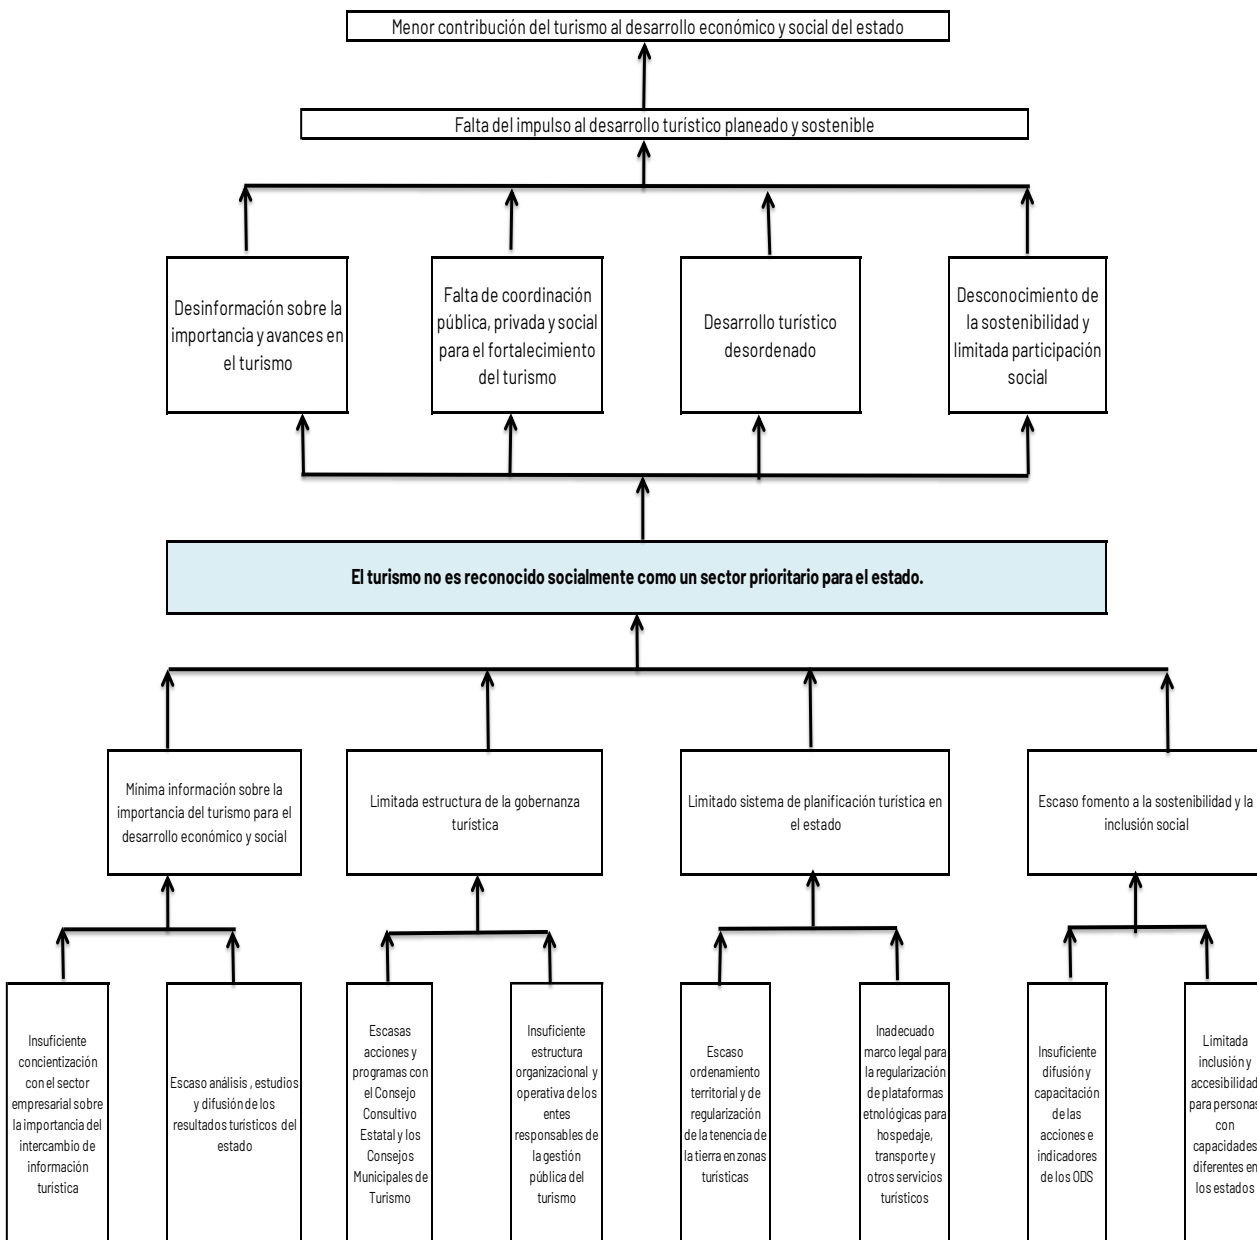 Menor contribución del turismo al desarrollo económico y social del estado
Falta del impulso al desarrollo turístico planeado y sostenible
Desinformación sobre la
importancia y avances en
el turismo
Falta de coordinación
pública, privada y social
para el fortalecimiento
del turismo
Desarrollo turístico
desordenado
Desconocimiento de
la sostenibilidad y
limitada participación
social
El turismo no es reconocido socialmente como un sector prioritario para el estado.
Mínima información sobre la
importancia del turismo para el
desarrollo económico y social
Limitada estructura de la gobernanza
turística
Limitado sistema de planificación turística en
el estado
Escaso fomento a la sostenibilidad y la
inclusión social
Insuficiente
concientización
con el sector
empresarial sobre
la importancia del
intercambio de
información
turística
Escaso análisis , estudios
y difusión de los
resultados turísticos del
estado
Escasas
acciones y
programas con
el Consejo
Consultivo
Estatal y los
Consejos
Municipales de
Turismo
Insuficiente
estructura
organizacional y
operativa de los
entes
responsables de
la gestión
pública del
turismo
Escaso
ordenamiento
territorial y de
regularización
de la tenencia de
la tierra en zonas
turísticas
Inadecuado
marco legal para
la regularización
de plataformas
etnológicas para
hospedaje,
transporte y
otros servicios
turísticos
Insuficiente
difusión y
capacitación
de las
acciones e
indicadores
de los ODS
Limitada
inclusión y
accesibilidad
para personas
con
capacidades
diferentes en
los estados